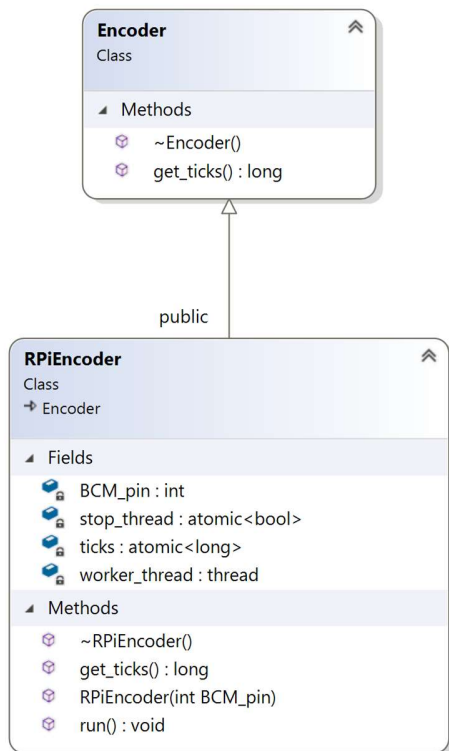 Encoder
Class
Methods
~Encoder()
get_ticks() : long
public
RPiEncoder
Class
Encoder
Fields
BCM_pin : int
stop_thread : atomic<bool>
ticks : atomic<long>
worker_thread : thread
Methods
~RPiEncoder()
get_ticks() : long
RPiEncoder(int BCM_pin)
run() : void